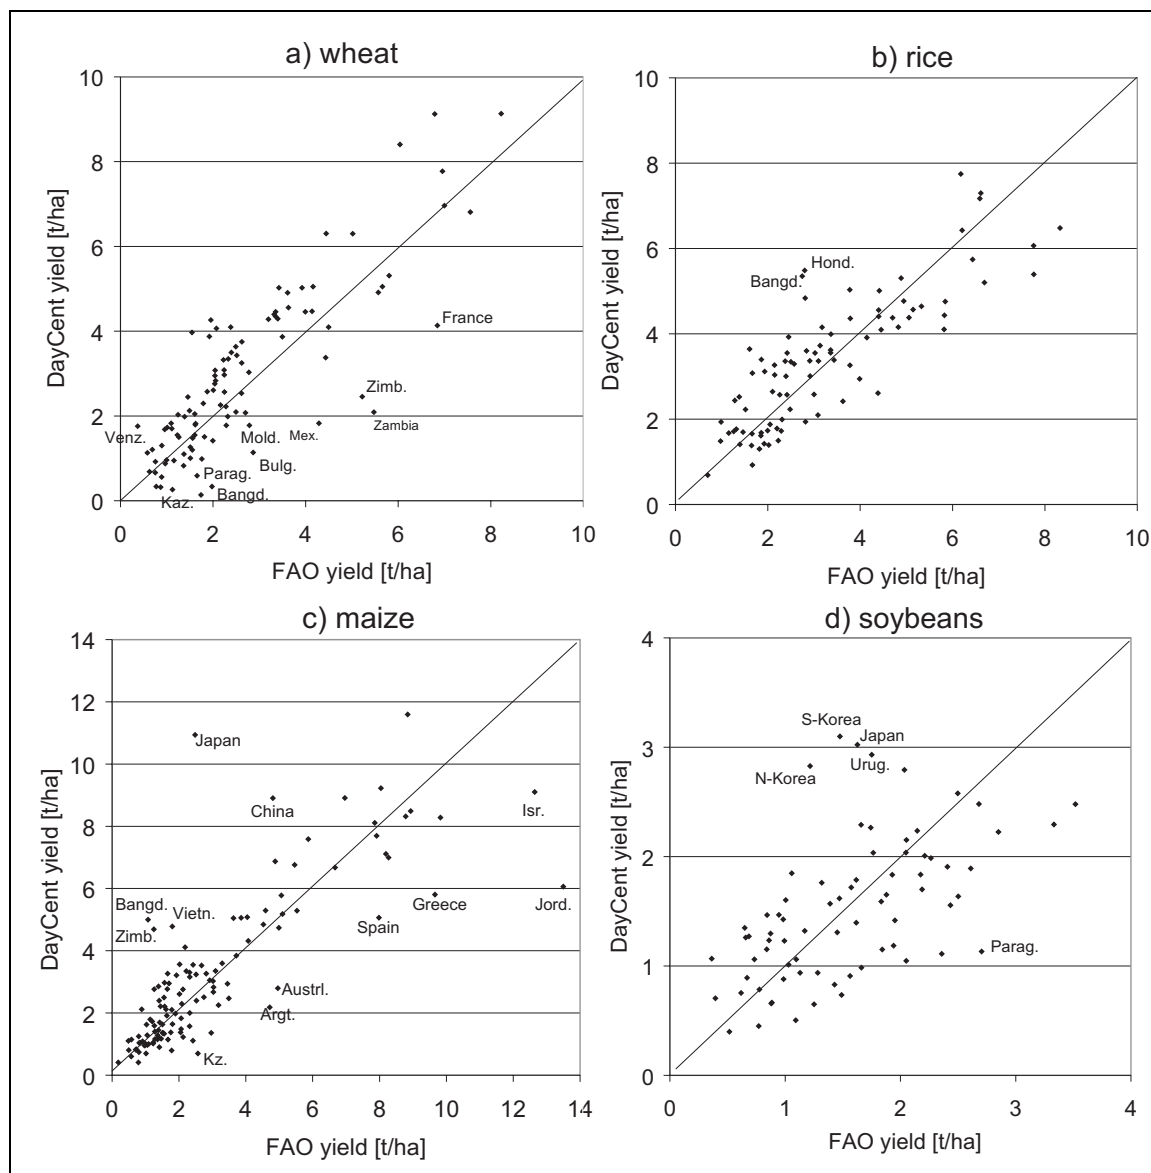 a) wheat
10
8
6
4
2
0
DayCent yield [t/ha]
France
Zimb.
Zambia
Venz.
Mold.
Mex.
Bulg.
Parag.
Kaz.
Bangd.
0 2 4 6 8 10
FAO yield [t/ha]
b) rice
10
8
6
4
2
0
DayCent yield [t/ha]
Hond.
Bangd.
0 2 4 6 8 10
FAO yield [t/ha]
c) maize
14
12
10
8
6
4
2
0
DayCent yield [t/ha]
Japan
China
Isr.
Bangd.
Vietn.
Zimb.
Greece
Jord.
Spain
Austrl.
Argt.
Kz.
0 2 4 6 8 10 12 14
FAO yield [t/ha]
d) soybeans
4
3
2
1
0
DayCent yield [t/ha]
S-Korea
Japan
Urug.
N-Korea
Parag.
0 1 2 3 4
FAO yield [t/ha]